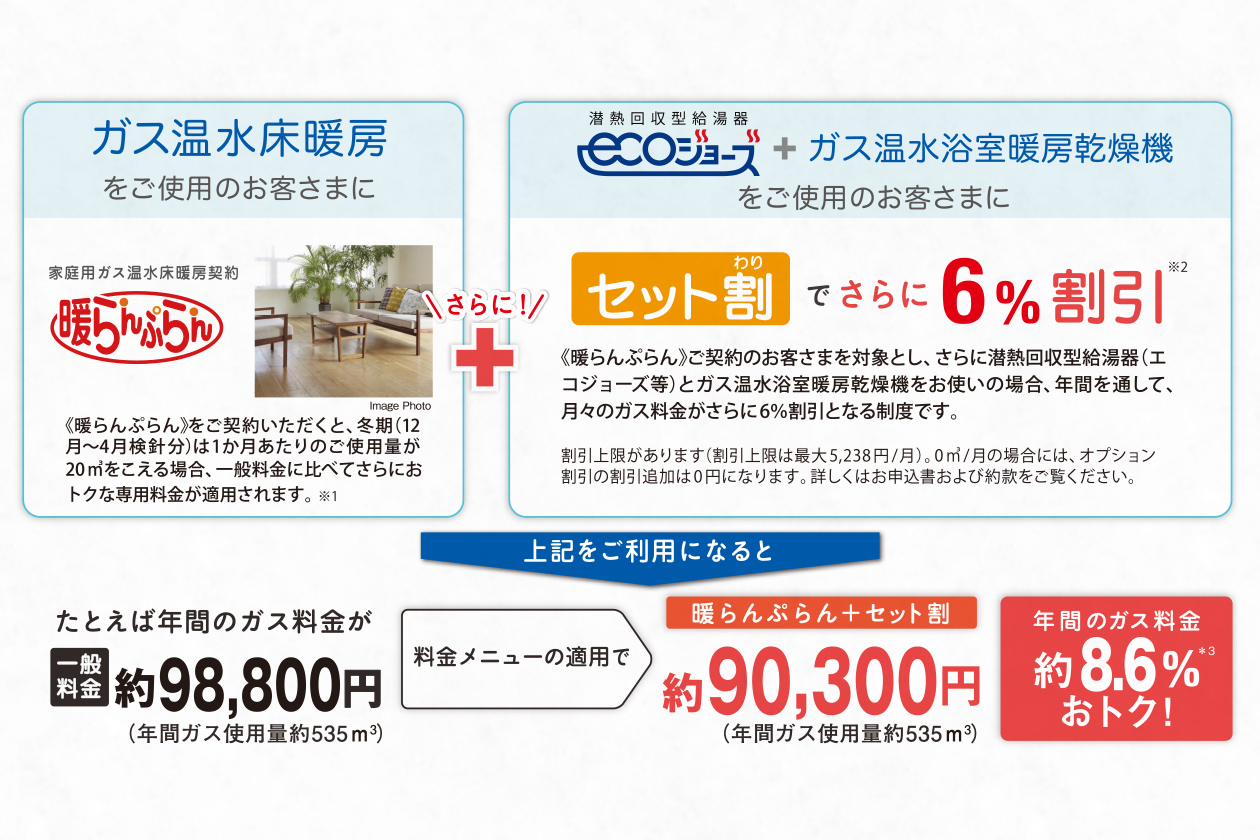 ガス温水床暖房
をご使用のお客さまに
家庭用ガス温水床暖房契約
暖らんぷらん
Image Photo
《暖らんぷらん》をご契約いただくと、冬期(12
月〜4月検針分)は1か月あたりのご使用量が
20㎥をこえる場合、一般料金に比べてさらにお
トクな専用料金が適用されます。※1
さらに!
+
潜熱回収型給湯器
ecoジョーズ + ガス温水浴室暖房乾燥機
をご使用のお客さまに
わり
セット割 で さらに 6% 割引 ※2
《暖らんぷらん》ご契約のお客さまを対象とし、さらに潜熱回収型給湯器(エ
コジョーズ等)とガス温水浴室暖房乾燥機をお使いの場合、年間を通して、
月々のガス料金がさらに6%割引となる制度です。
割引上限があります(割引上限は最大5,238円/月)。0㎥/月の場合には、オプション
割引の割引追加は0円になります。詳しくはお申込書および約款をご覧ください。
上記をご利用になると
たとえば年間のガス料金が
一般
料金
約98,800円
(年間ガス使用量約535m³)
料金メニューの適用で
暖らんぷらん+セット割
約90,300円
(年間ガス使用量約535m³)
年間のガス料金
約8.6% *3
おトク!